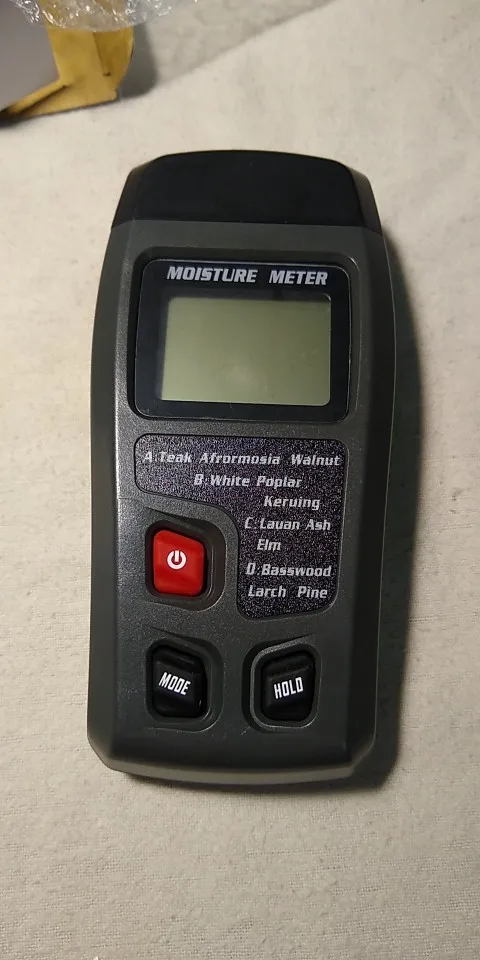 MOISTURE METER
A:Teak Afrormosia Walnut
B:White Poplar
Keruing
C:Lauan Ash
Elm
D:Basswood
Larch Pine
MODE
HOLD